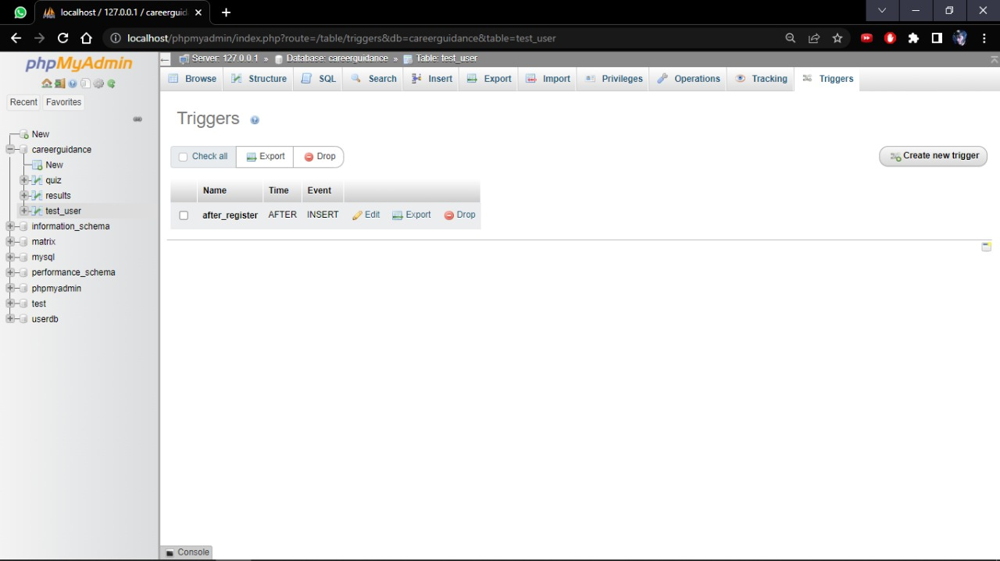 localhost / 127.0.0.1 / careerguid
localhost/phpmyadmin/index.php?route=/table/triggers&db=careerguidance&table=test_user
phpMyAdmin
Recent Favorites
New
careerguidance
New
quiz
results
test_user
information_schema
matrix
mysql
performance_schema
phpmyadmin
test
userdb
Server: 127.0.0.1 » Database: careerguidance » Table: test_user
Browse Structure SQL Search Insert Export Import Privileges Operations Tracking Triggers
Triggers
Check all Export Drop Create new trigger
Name Time Event
after_register AFTER INSERT Edit Export Drop
Console